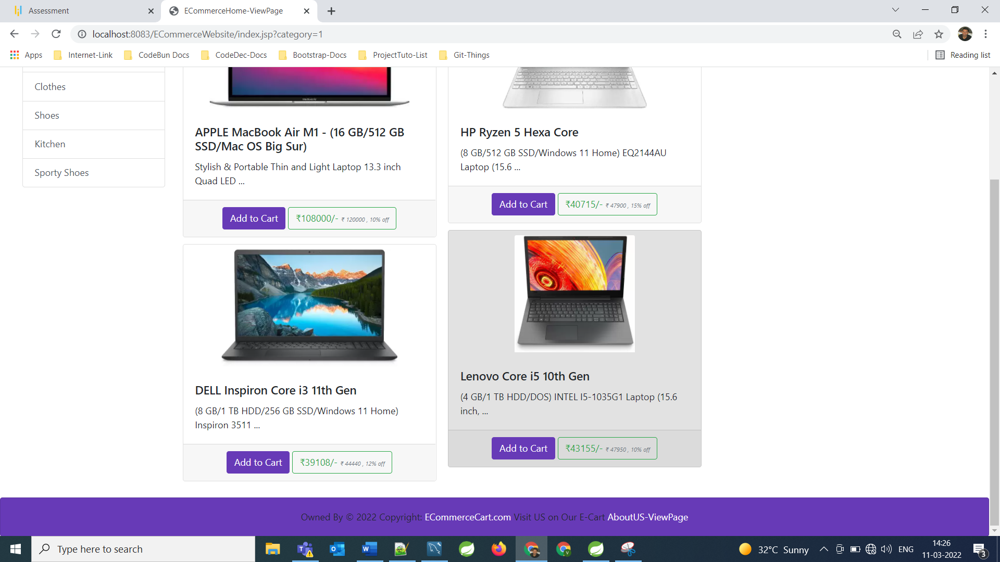 Assessment
ECommerceHome-ViewPage
localhost:8083/ECommerceWebsite/index.jsp?category=1
Apps
Internet-Link
CodeBun Docs
CodeDec-Docs
Bootstrap-Docs
ProjectTuto-List
Git-Things
Reading list
Clothes
Shoes
Kitchen
Sporty Shoes
MacBook Air
APPLE MacBook Air M1 - (16 GB/512 GB
SSD/Mac OS Big Sur)
Stylish & Portable Thin and Light Laptop 13.3 inch
Quad LED ...
Add to Cart
₹108000/- ₹ 120000 , 10% off
HP Ryzen 5 Hexa Core
(8 GB/512 GB SSD/Windows 11 Home) EQ2144AU
Laptop (15.6 ...
Add to Cart
₹40715/- ₹ 47900 , 15% off
DELL Inspiron Core i3 11th Gen
(8 GB/1 TB HDD/256 GB SSD/Windows 11 Home)
Inspiron 3511 ...
Add to Cart
₹39108/- ₹ 44440 , 12% off
Lenovo Core i5 10th Gen
(4 GB/1 TB HDD/DOS) INTEL I5-1035G1 Laptop (15.6
inch, ...
Add to Cart
₹43155/- ₹ 47950 , 10% off
Owned By © 2022 Copyright: ECommerceCart.com Visit US on Our E-Cart AboutUS-ViewPage
Type here to search
32°C Sunny
ENG
14:26
11-03-2022
3